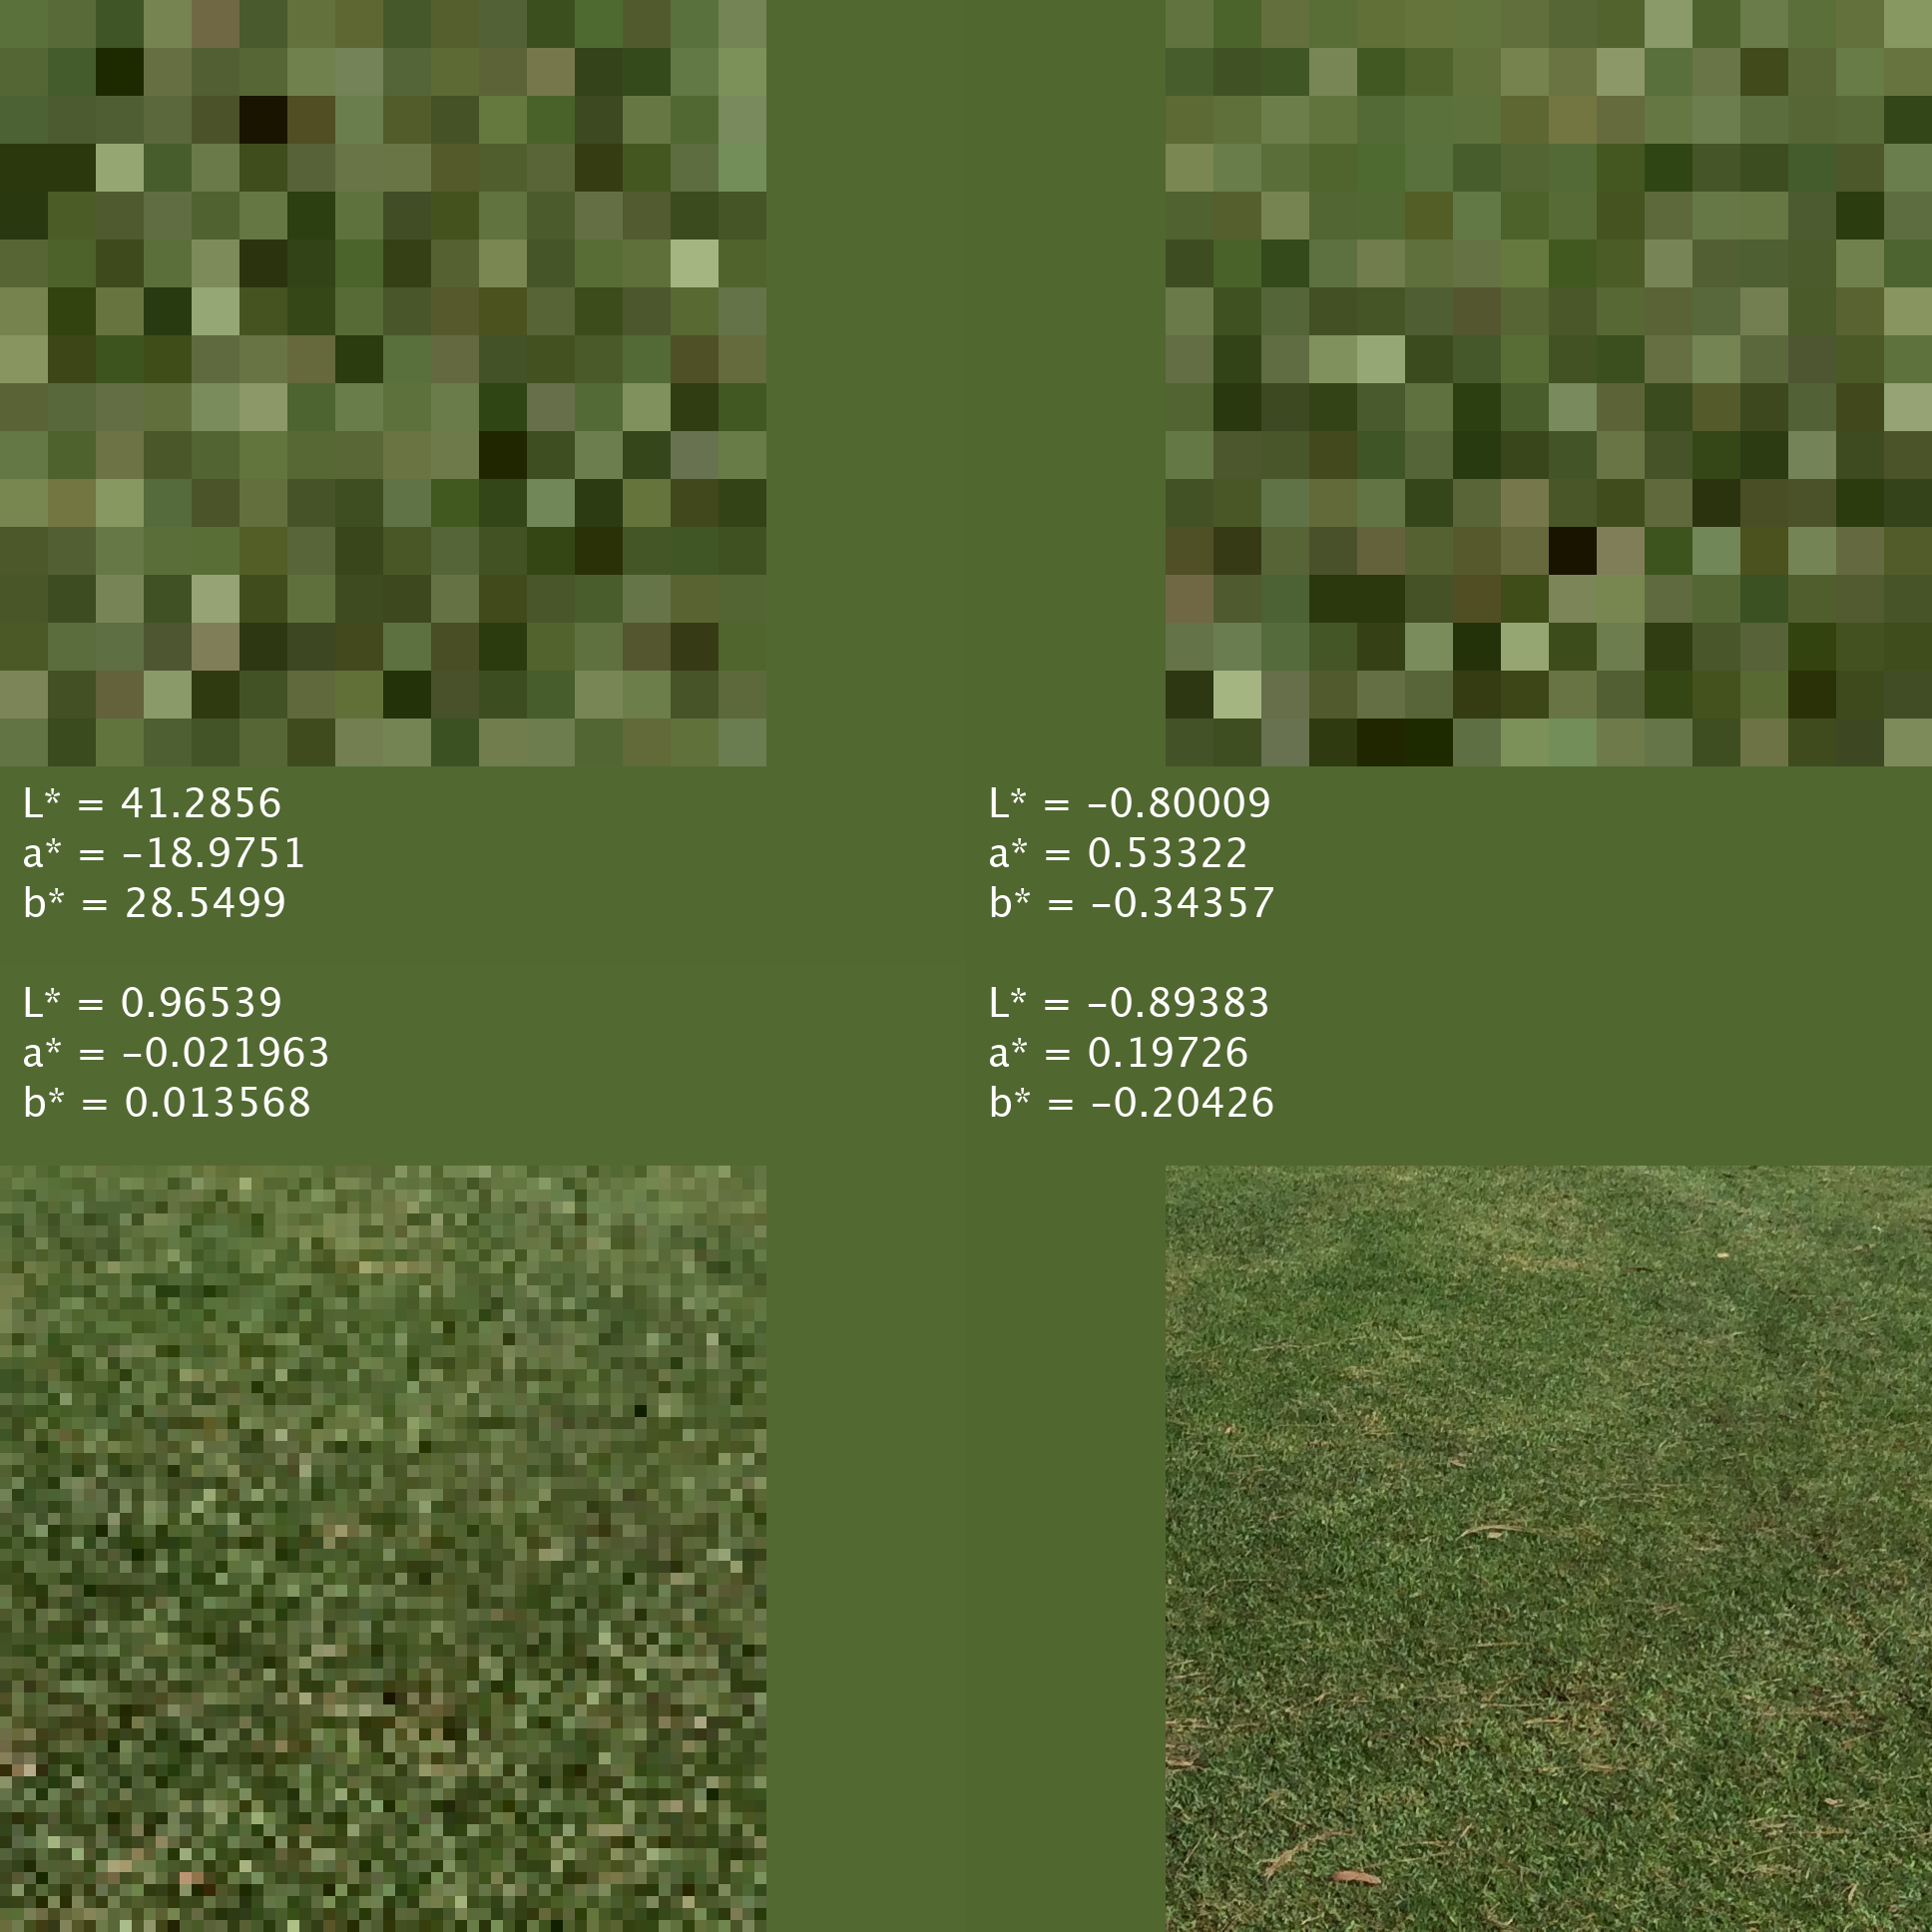 L* = 41.2856
a* = –18.9751
b* = 28.5499
L* = –0.80009
a* = 0.53322
b* = –0.34357
L* = 0.96539
a* = –0.021963
b* = 0.013568
L* = –0.89383
a* = 0.19726
b* = –0.20426